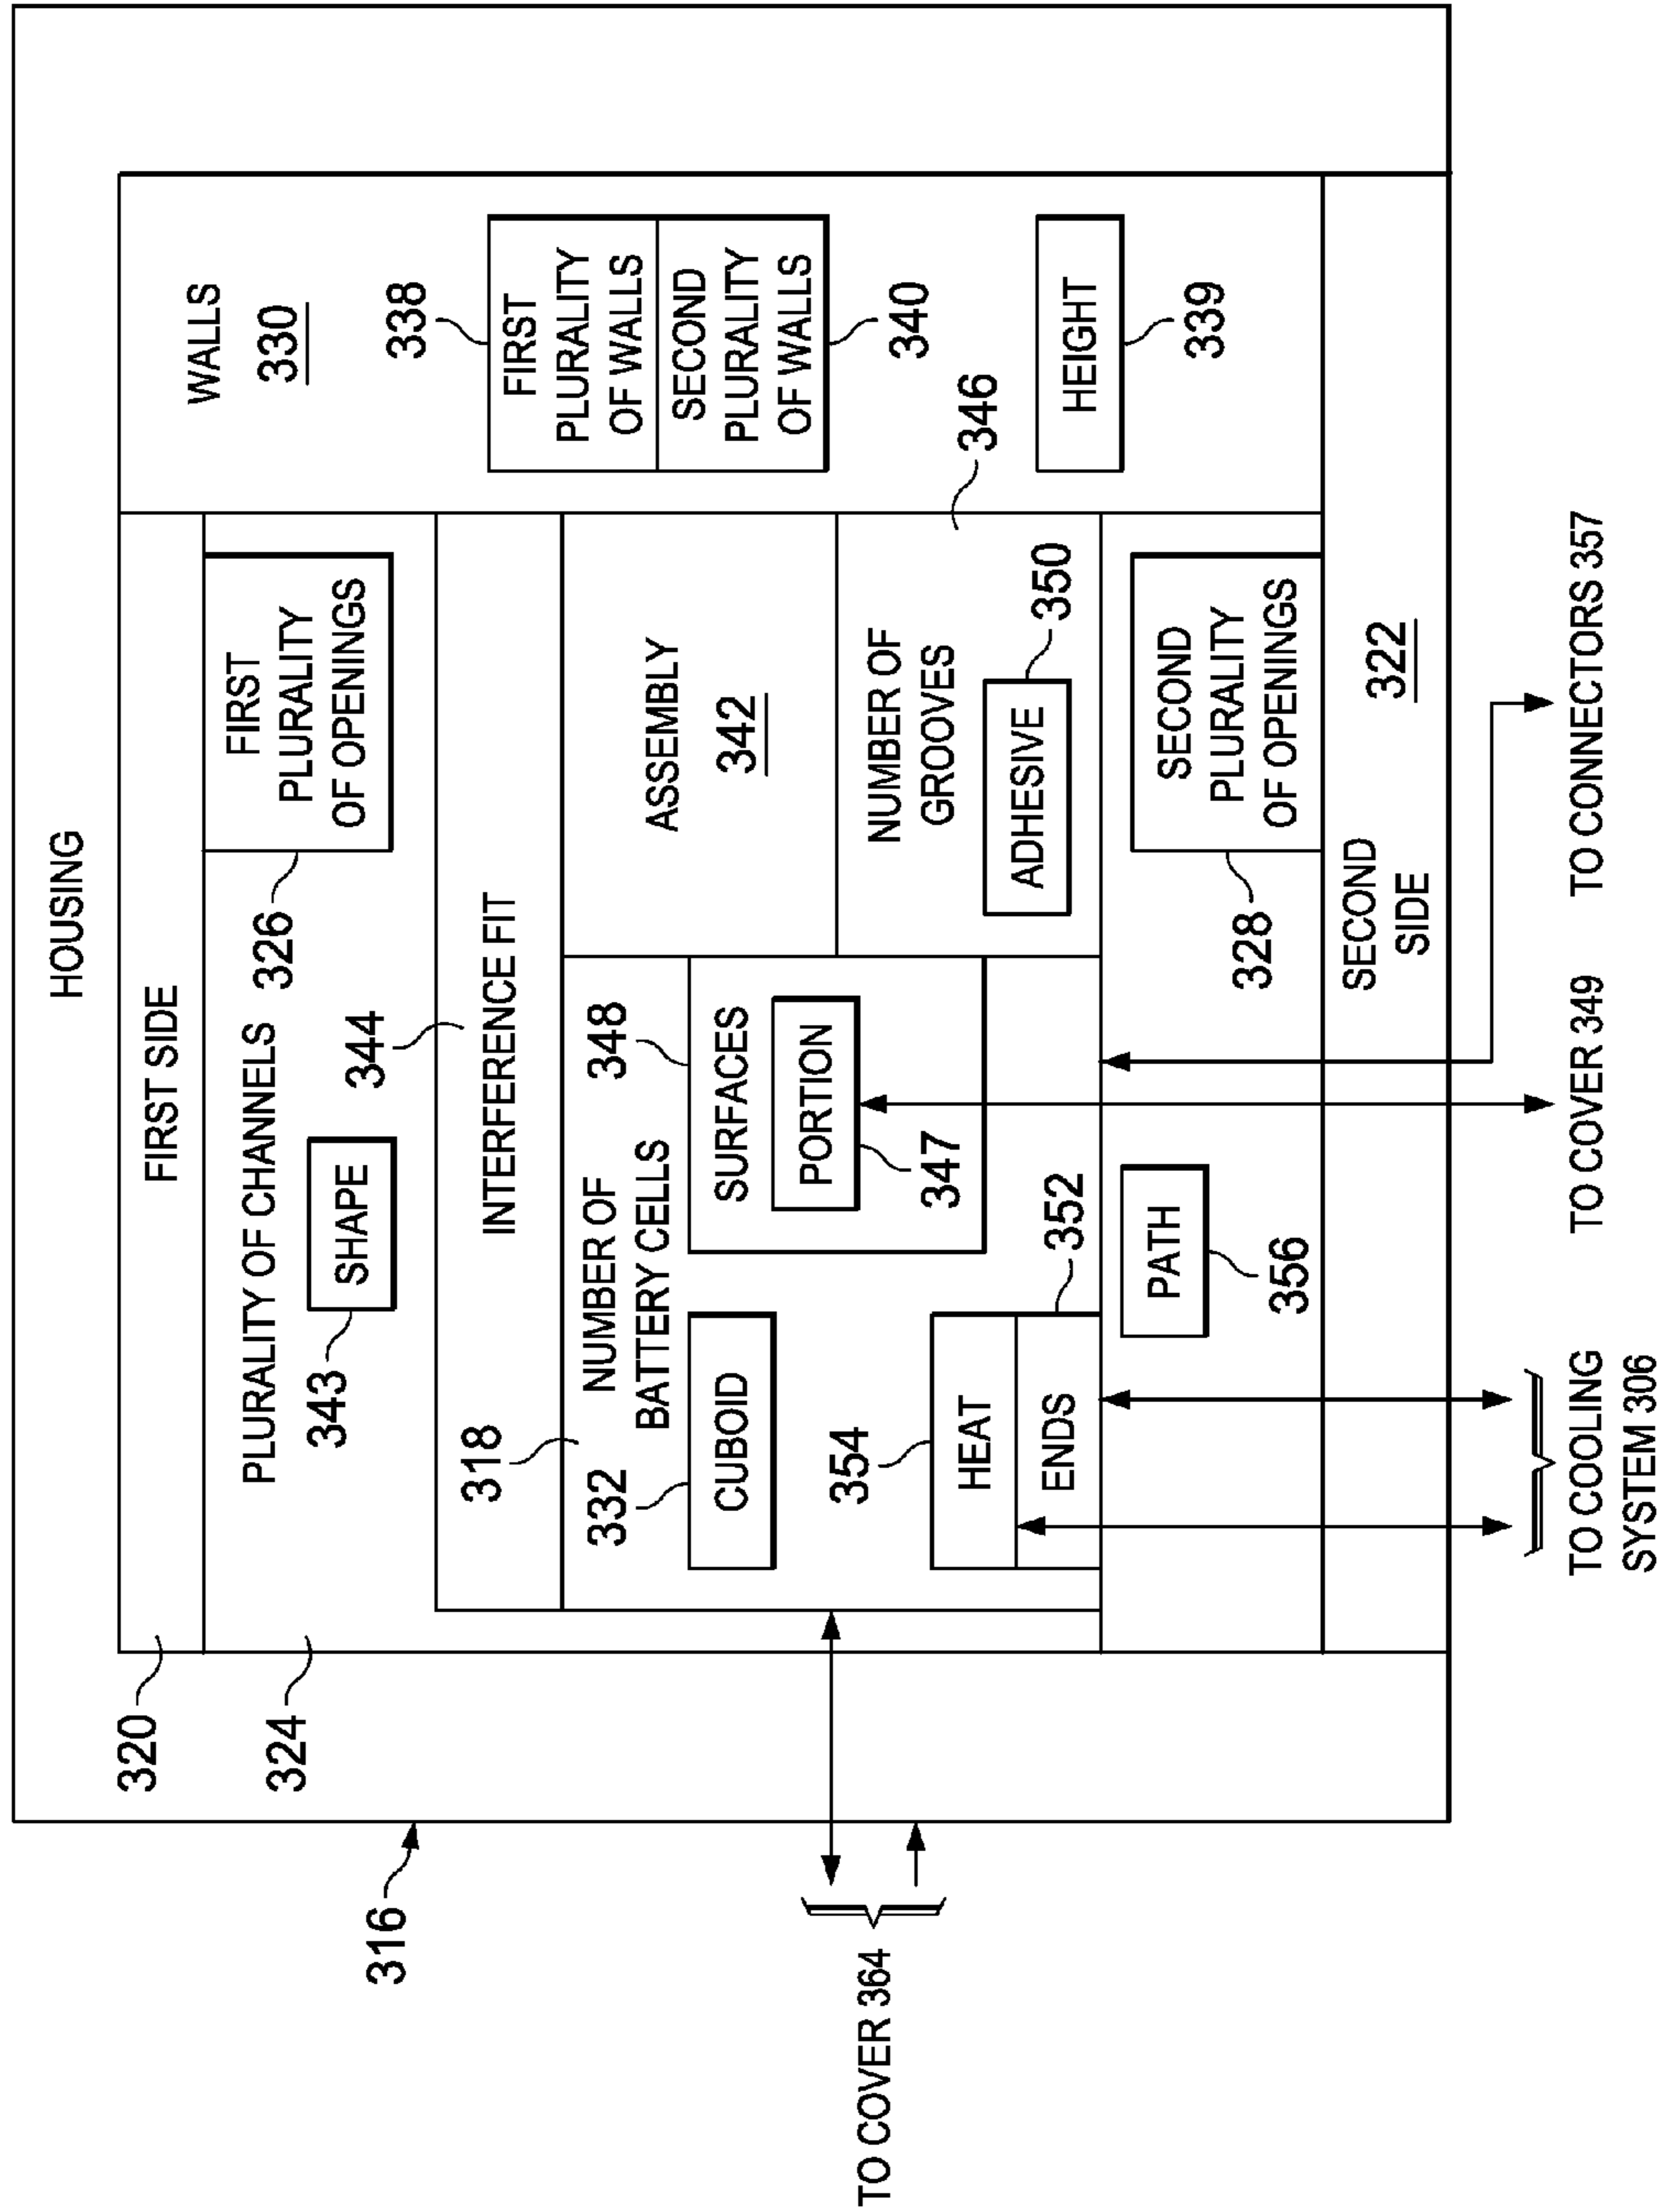 HOUSING
316
320
FIRST SIDE
WALLS
330
324
PLURALITY OF CHANNELS
326
FIRST
PLURALITY
OF OPENINGS
343
SHAPE
344
338
FIRST
PLURALITY
OF WALLS
SECOND
PLURALITY
OF WALLS
340
INTERFERENCE FIT
318
NUMBER OF
BATTERY CELLS
332
CUBOID
348
SURFACES
PORTION
347
ASSEMBLY
342
346
NUMBER OF
GROOVES
ADHESIVE
350
HEIGHT
339
354
HEAT
ENDS
352
PATH
356
328
SECOND
PLURALITY
OF OPENINGS
SECOND
SIDE
322
TO COVER 364
TO COOLING
SYSTEM 306
TO COVER 349
TO CONNECTORS 357